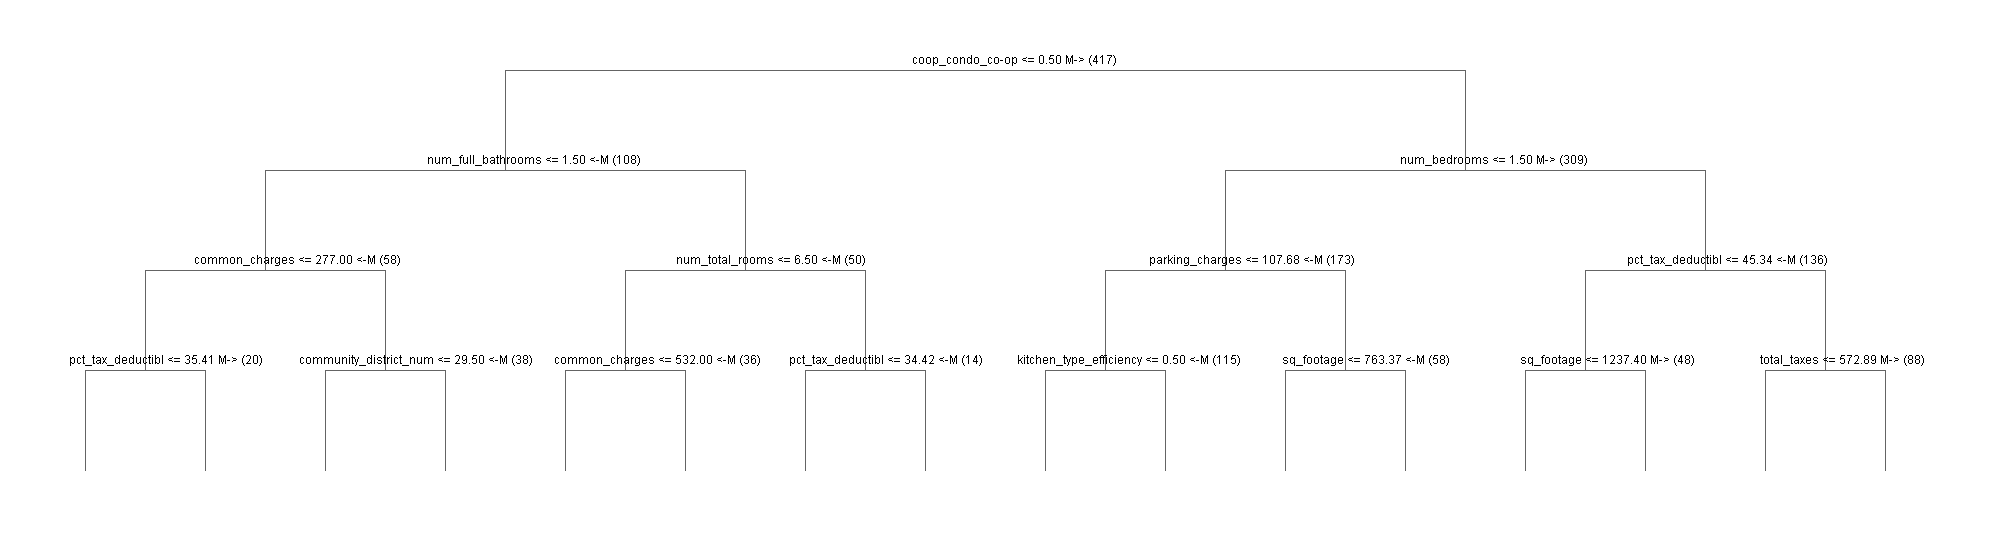 coop_condo_co-op <= 0.50 M-> (417)
num_full_bathrooms <= 1.50 <-M (108)
num_bedrooms <= 1.50 M-> (309)
common_charges <= 277.00 <-M (58)
num_total_rooms <= 6.50 <-M (50)
parking_charges <= 107.68 <-M (173)
pct_tax_deductibl <= 45.34 <-M (136)
pct_tax_deductibl <= 35.41 M-> (20)
community_district_num <= 29.50 <-M (38)
common_charges <= 532.00 <-M (36)
pct_tax_deductibl <= 34.42 <-M (14)
kitchen_type_efficiency <= 0.50 <-M (115)
sq_footage <= 763.37 <-M (58)
sq_footage <= 1237.40 M-> (48)
total_taxes <= 572.89 M-> (88)